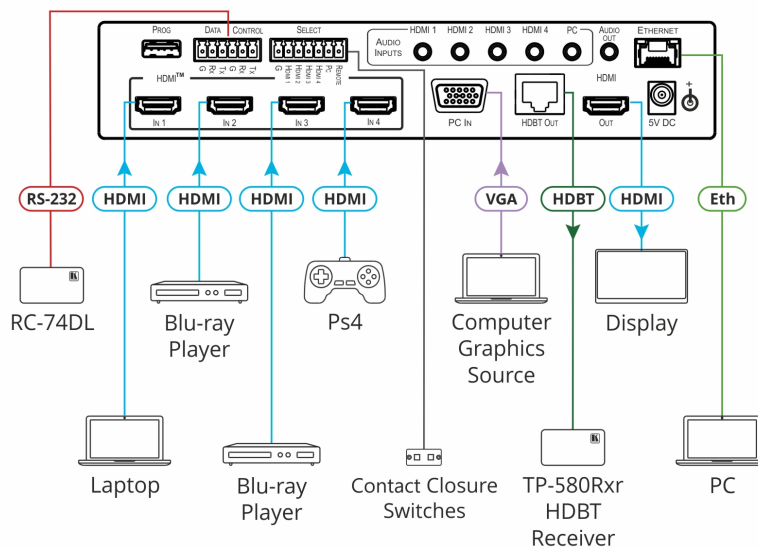 PROG
DATA CONTROL
SELECT
G RX TX G RX TX
G HDMI 1 HDMI 2 HDMI 3 HDMI 4 PC REMOTE
AUDIO INPUTS
HDMI 1 HDMI 2 HDMI 3 HDMI 4 PC
AUDIO OUT
ETHERNET
HDMI™
IN 1 IN 2 IN 3 IN 4
PC IN
HDBT OUT
HDMI
OUT
5V DC
+
RS-232 HDMI HDMI HDMI HDMI VGA HDBT HDMI Eth
K
RC-74DL
Blu-ray
Player
Ps4
Computer
Graphics
Source
Display
K
Laptop
Blu-ray
Player
Contact Closure
Switches
TP-580Rxr
HDBT
Receiver
PC